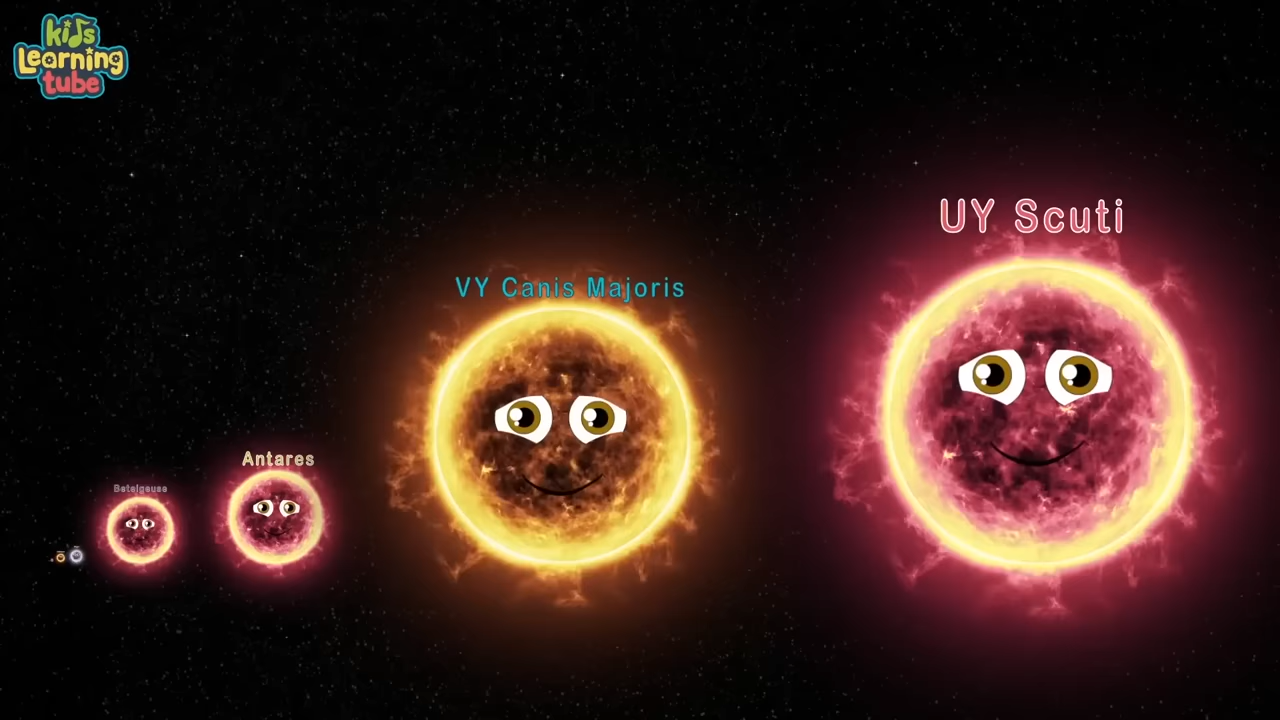 kids
Learning
tube
UY Scuti
VY Canis Majoris
Antares
Betelgeuse